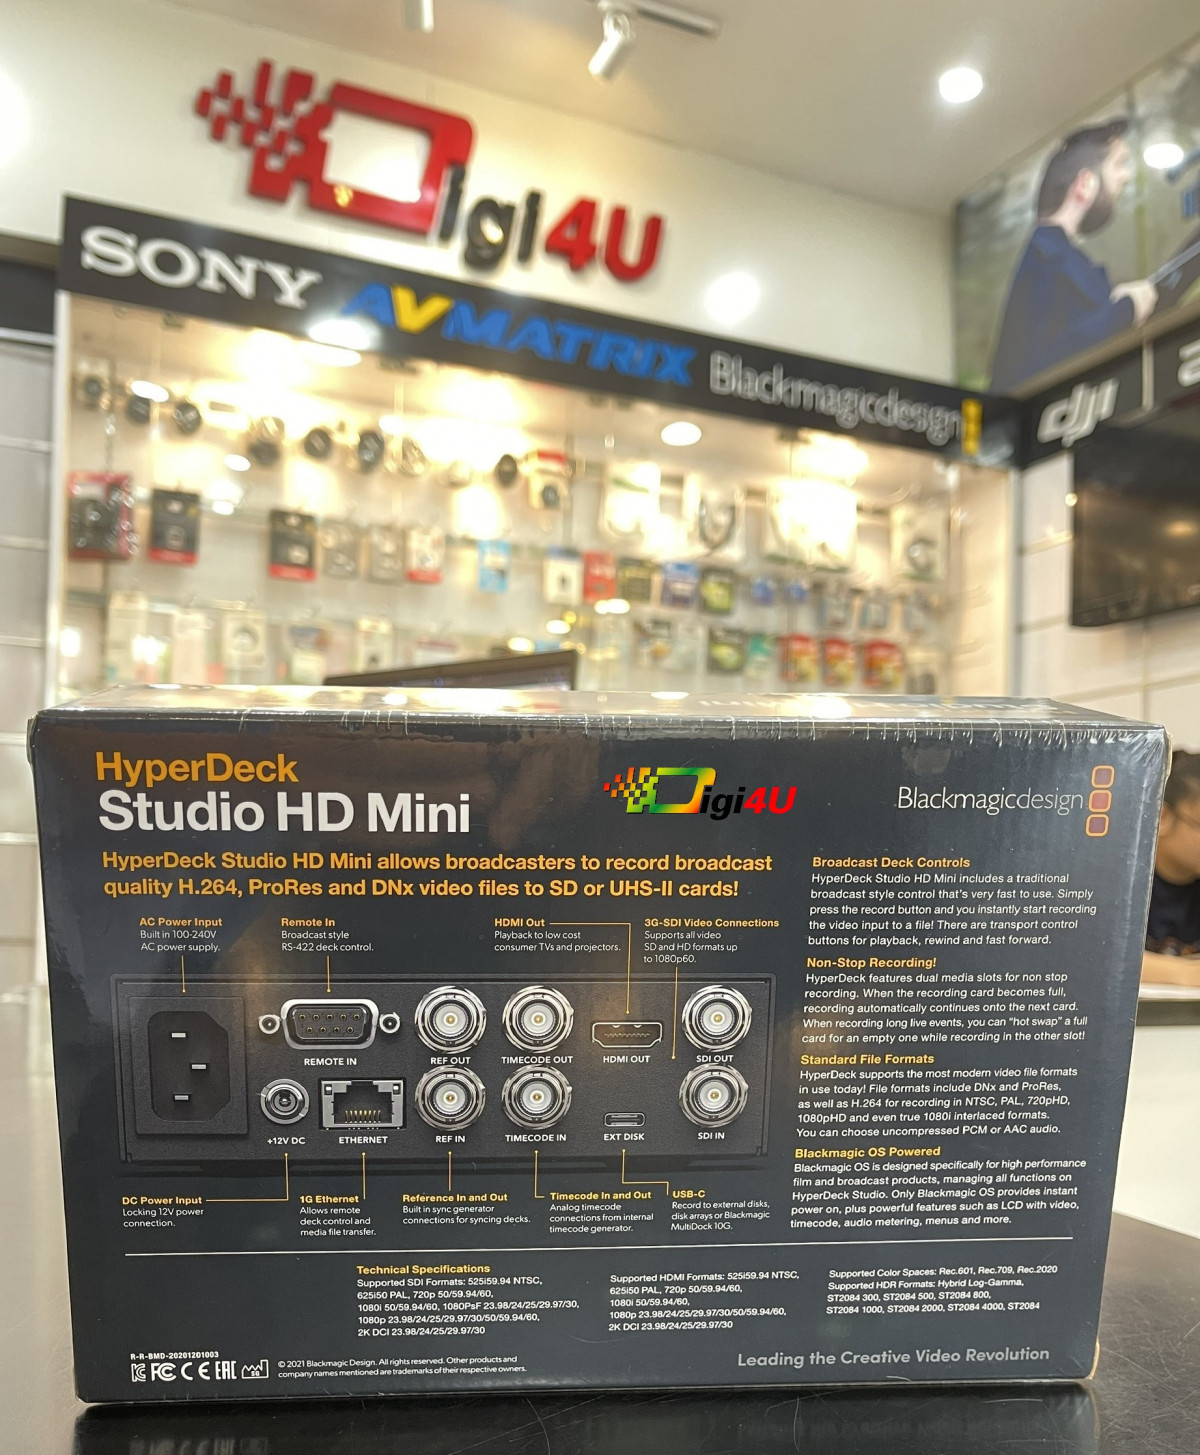 Digi4U
SONY AVMATRIX Blackmagicdesign
dji
HyperDeck
Studio HD Mini
Digi4U
Blackmagicdesign
HyperDeck Studio HD Mini allows broadcasters to record broadcast
quality H.264, ProRes and DNx video files to SD or UHS-II cards!
AC Power Input
Built in 100-240V
AC power supply.
Remote In
Broadcast style
RS-422 deck control.
HDMI Out
Playback to low cost
consumer TVs and projectors.
3G-SDI Video Connections
Supports all video
SD and HD formats up
to 1080p60.
REMOTE IN
REF OUT
TIMECODE OUT
HDMI OUT
SDI OUT
+12V DC
ETHERNET
REF IN
TIMECODE IN
EXT DISK
SDI IN
DC Power Input
Locking 12V power
connection.
1G Ethernet
Allows remote
deck control and
media file transfer.
Reference In and Out
Built in sync generator
connections for syncing decks.
Timecode In and Out
Analog timecode
connections from internal
timecode generator.
USB-C
Record to external disks,
disk arrays or Blackmagic
MultiDock 10G.
Broadcast Deck Controls
HyperDeck Studio HD Mini includes a traditional
broadcast style control that's very fast to use. Simply
press the record button and you instantly start recording
the video input to a file! There are transport control
buttons for playback, rewind and fast forward.
Non-Stop Recording!
HyperDeck features dual media slots for non stop
recording. When the recording card becomes full,
recording automatically continues onto the next card.
When recording long live events, you can "hot swap" a full
card for an empty one while recording in the other slot!
Standard File Formats
HyperDeck supports the most modern video file formats
in use today! File formats include DNx and ProRes,
as well as H.264 for recording in NTSC, PAL, 720pHD,
1080pHD and even true 1080i interlaced formats.
You can choose uncompressed PCM or AAC audio.
Blackmagic OS Powered
Blackmagic OS is designed specifically for high performance
film and broadcast products, managing all functions on
HyperDeck Studio. Only Blackmagic OS provides instant
power on, plus powerful features such as LCD with video,
timecode, audio metering, menus and more.
Technical Specifications
Supported SDI Formats: 525i59.94 NTSC,
625i50 PAL, 720p 50/59.94/60,
1080i 50/59.94/60, 1080PsF 23.98/24/25/29.97/30,
1080p 23.98/24/25/29.97/30/50/59.94/60,
2K DCI 23.98/24/25/29.97/30
Supported HDMI Formats: 525i59.94 NTSC,
625i50 PAL, 720p 50/59.94/60,
1080i 50/59.94/60,
1080p 23.98/24/25/29.97/30/50/59.94/60,
2K DCI 23.98/24/25/29.97/30
Supported Color Spaces: Rec.601, Rec.709, Rec.2020
Supported HDR Formats: Hybrid Log-Gamma,
ST2084 300, ST2084 500, ST2084 800,
ST2084 1000, ST2084 2000, ST2084 4000, ST2084
R-R-BMD-20201201003
FC CE EAC SG
© 2021 Blackmagic Design. All rights reserved. Other products and
company names mentioned are trademarks of their respective owners.
Leading the Creative Video Revolution